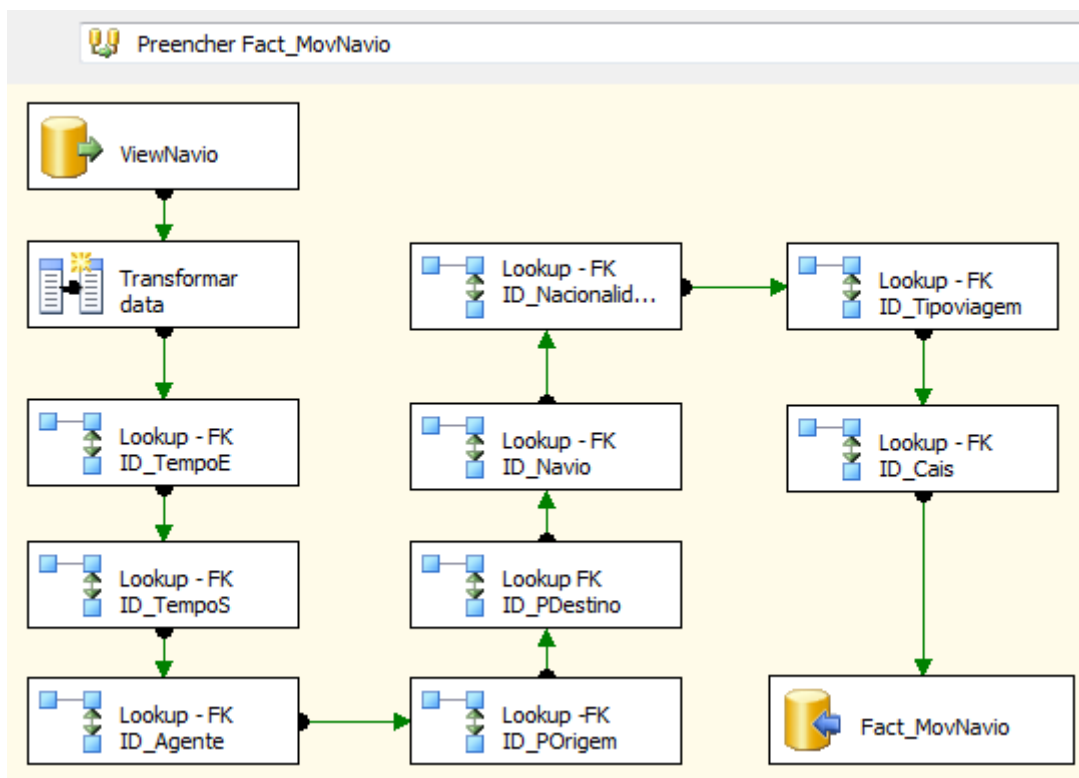 Preencher Fact_MovNavio
ViewNavio
Transformar
data
Lookup - FK
ID_TempoE
Lookup - FK
ID_TempoS
Lookup - FK
ID_Agente
Lookup -FK
ID_POrigem
Lookup FK
ID_PDestino
Lookup - FK
ID_Navio
Lookup - FK
ID_Nacionalid...
Lookup - FK
ID_Tipoviagem
Lookup - FK
ID_Cais
Fact_MovNavio